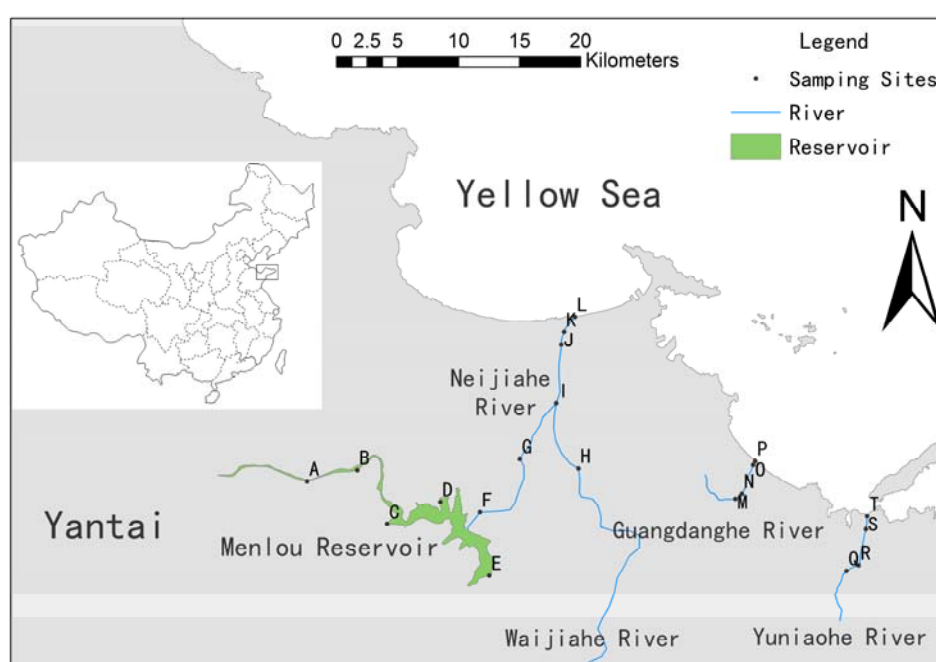 0 2.5 5 10 15 20
Kilometers
Legend
Samping Sites
River
Reservoir
Yellow Sea
N
L
K
J
Neijiahe
River
I
G
H
P
O
N
M
A
B
C
D
F
E
T
S
Q
R
Yantai
Menlou Reservoir
Guangdanghe River
Waijiahe River
Yuniaohe River